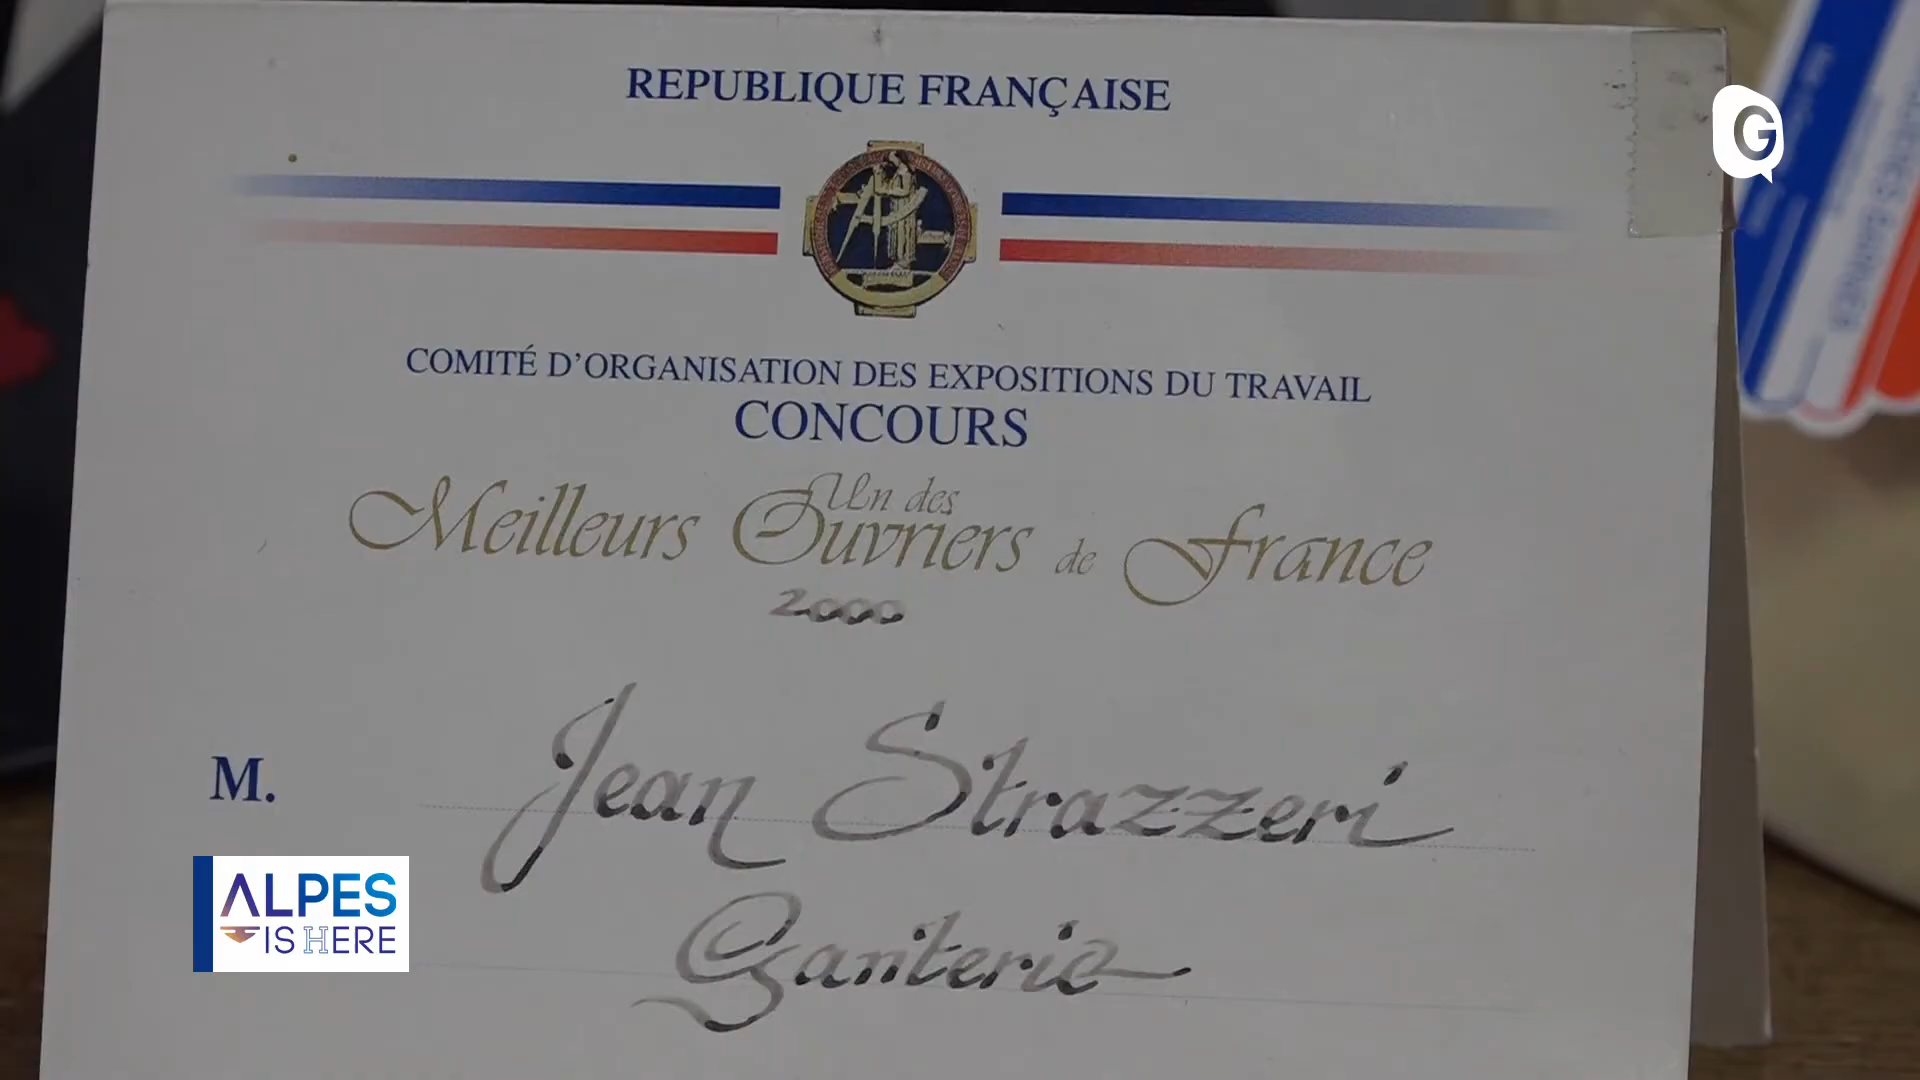 REPUBLIQUE FRANÇAISE
G
COMITÉ D'ORGANISATION DES EXPOSITIONS DU TRAVAIL
CONCOURS
Un des
Meilleurs Ouvriers de France
2000
M. Jean Strazzeri
Ganterie
ALPES
IS HERE